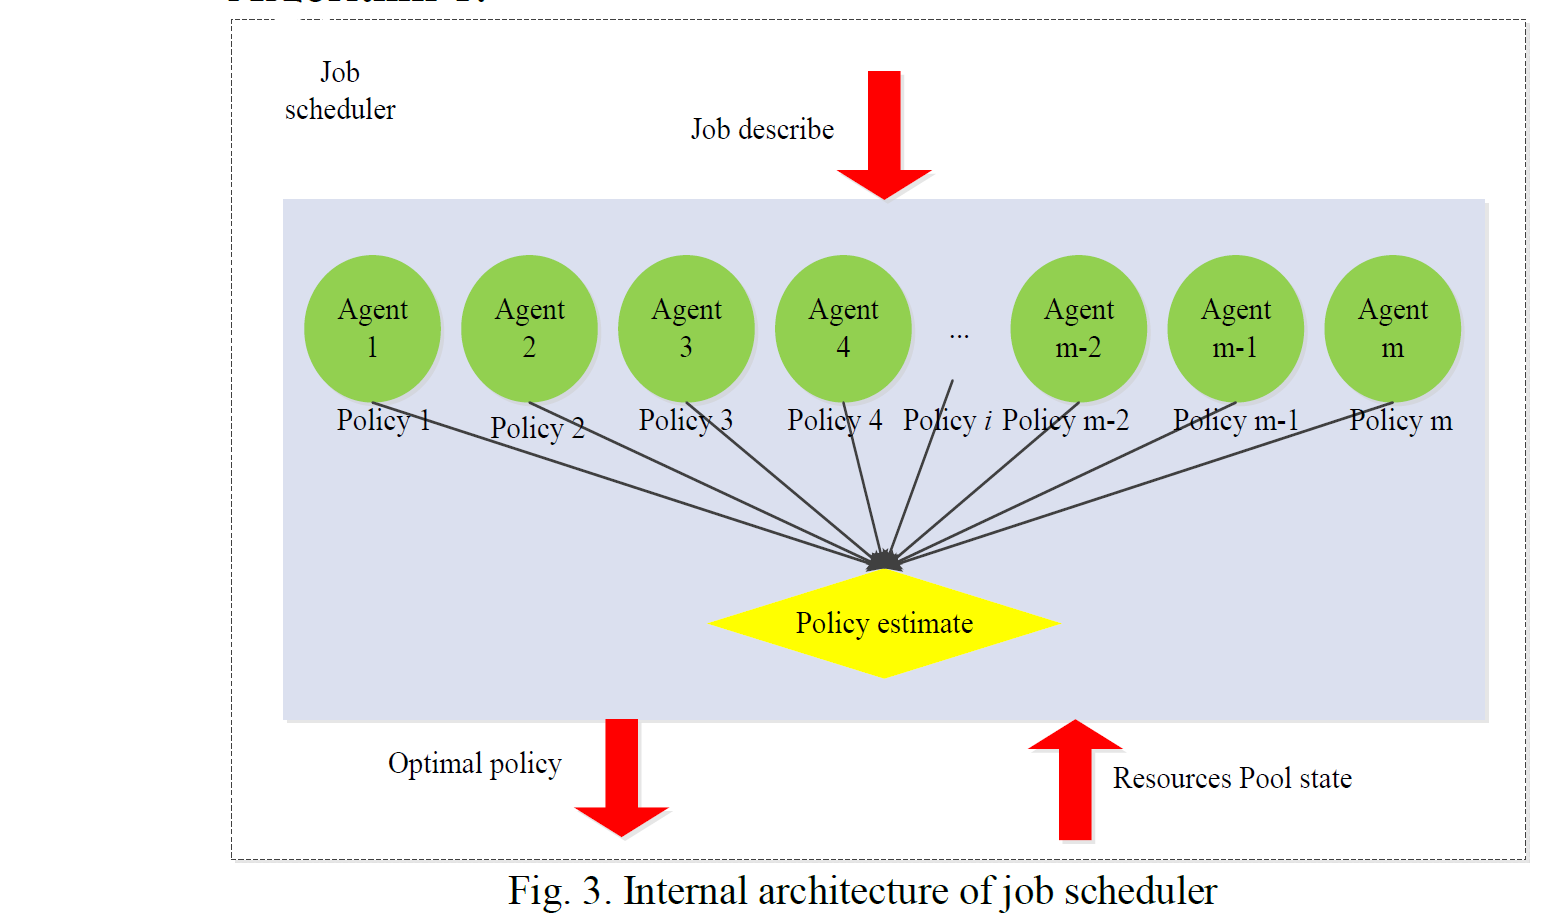 Job
scheduler
Job describe
Agent
1
Agent
2
Agent
3
Agent
4
...
Agent
m-2
Agent
m-1
Agent
m
Policy 1
Policy 2
Policy 3
Policy 4
Policy i
Policy m-2
Policy m-1
Policy m
Policy estimate
Optimal policy
Resources Pool state
Fig. 3. Internal architecture of job scheduler